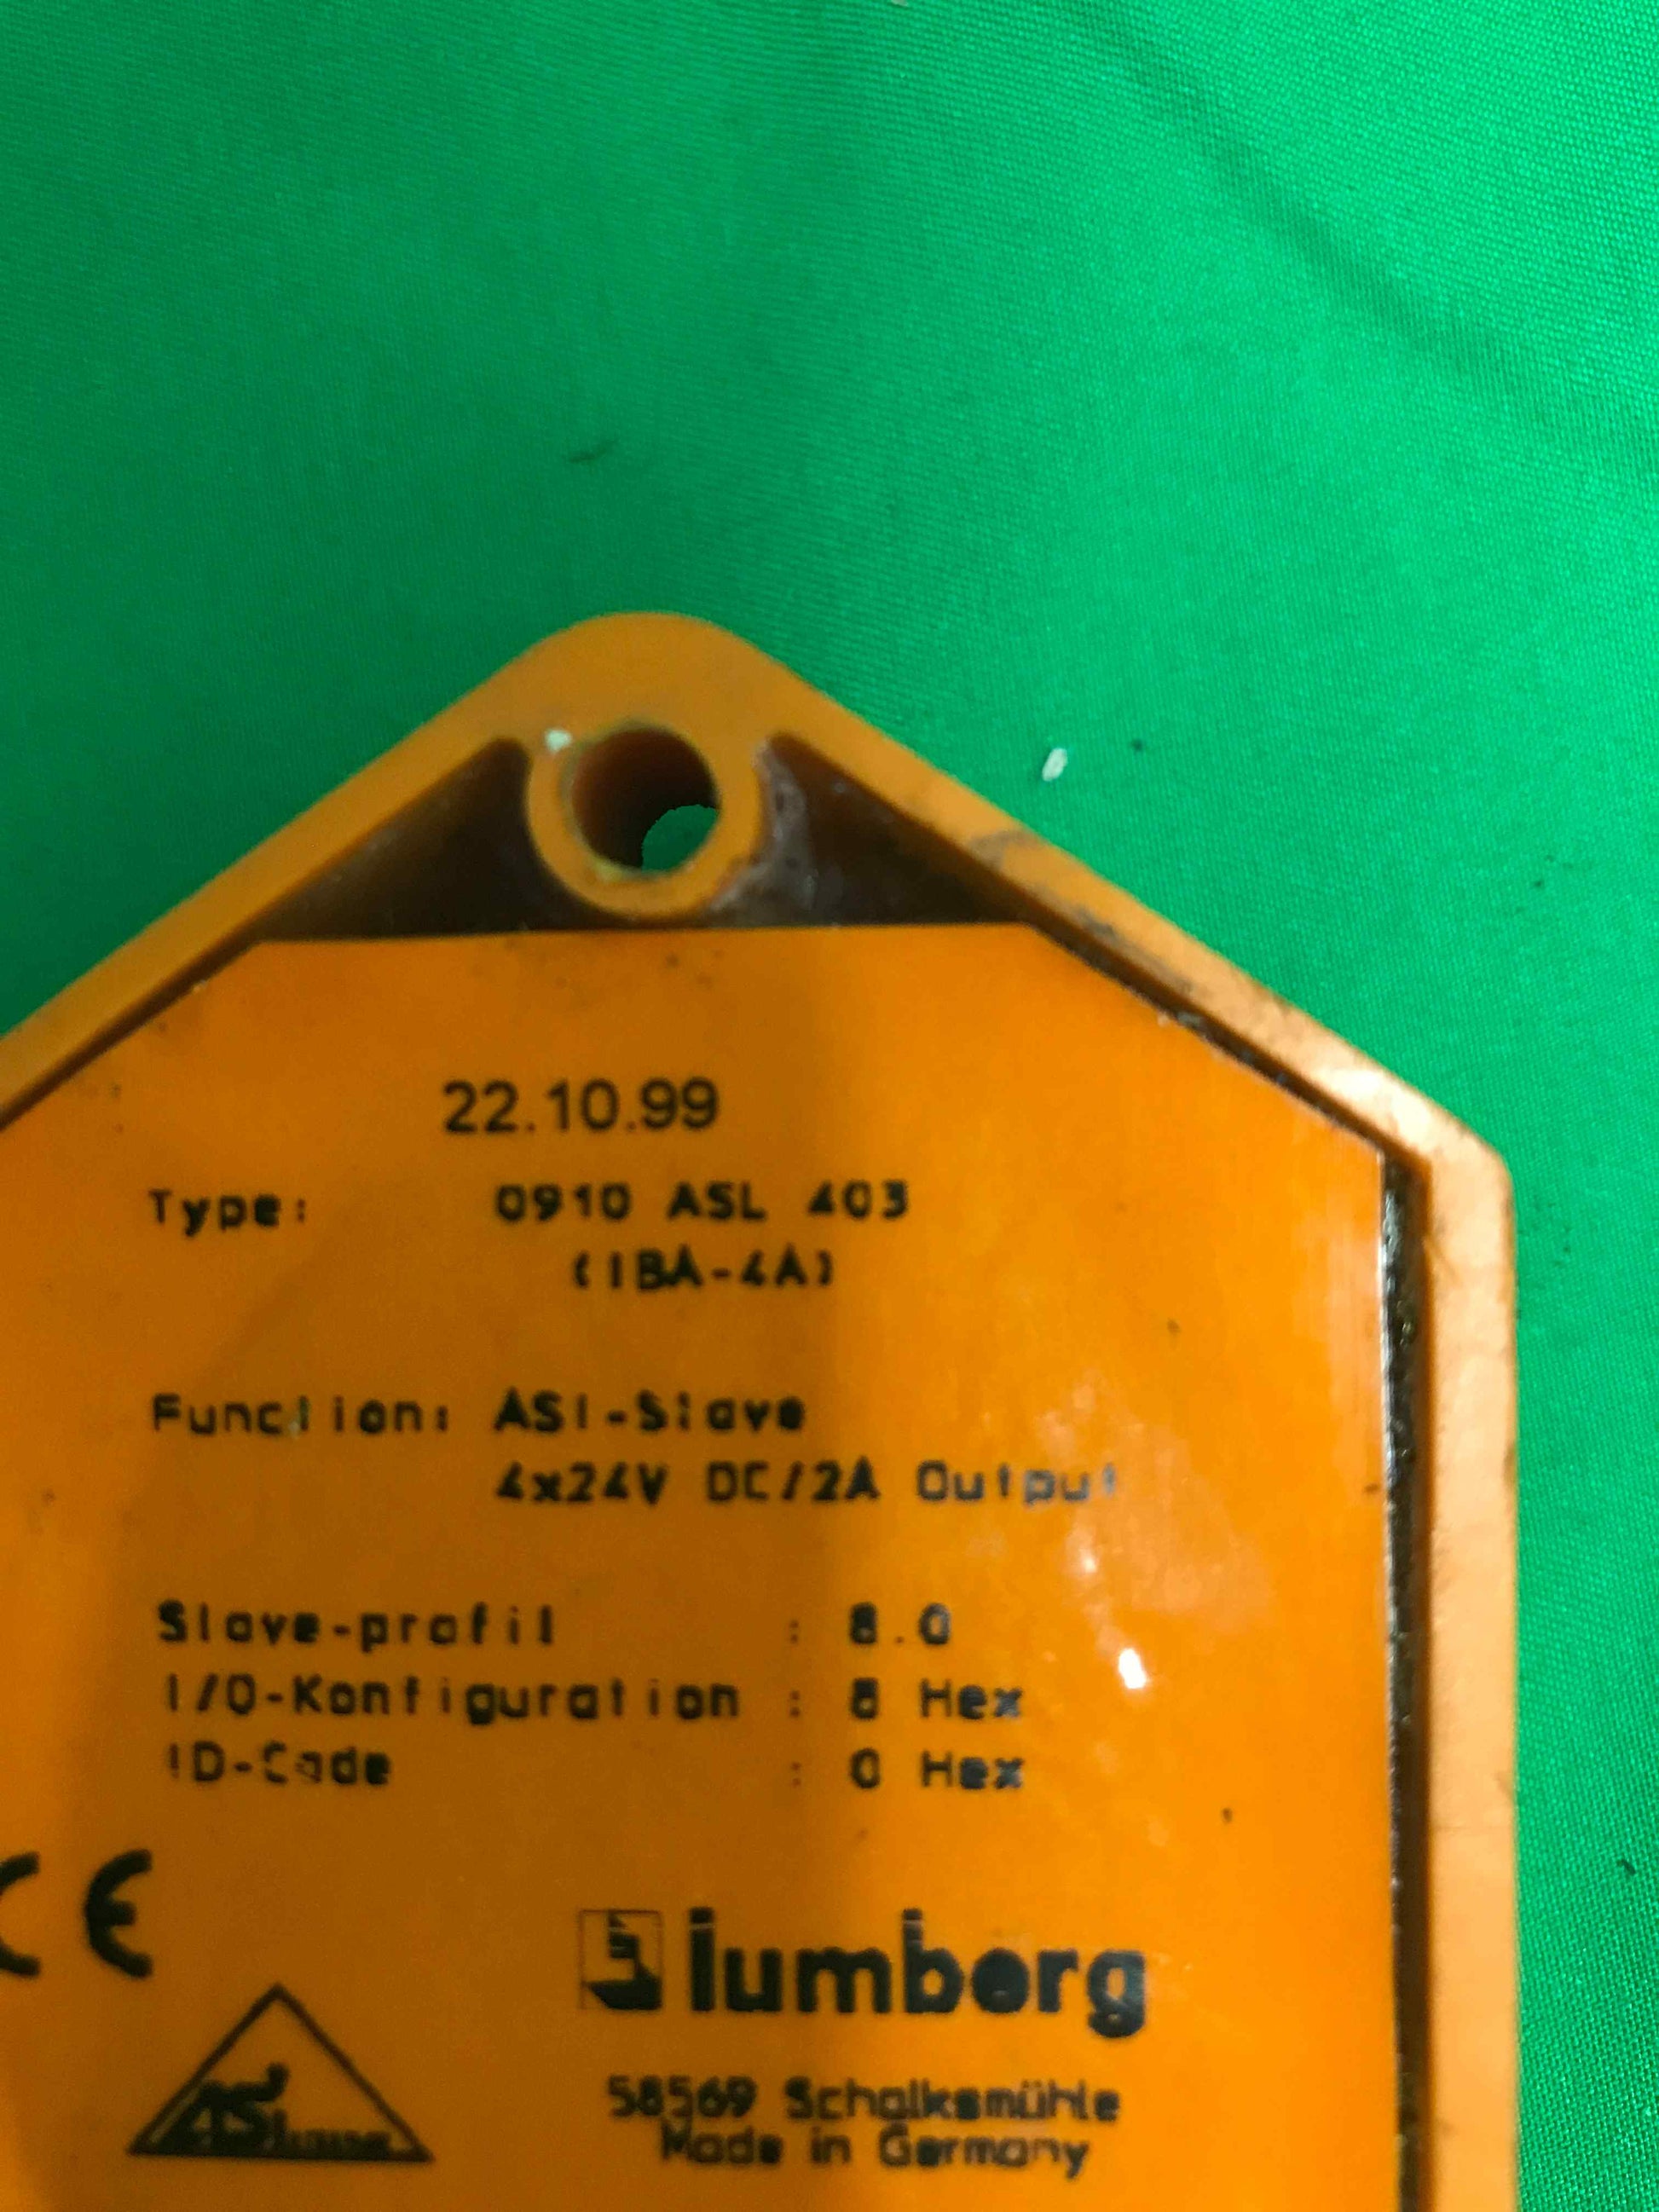 22.10.99
Type: 0910 ASL 403
(IBA-4A)
Function: ASI-Slave
4x24V DC/2A Output
Slave-profil : 8.0
I/O-Konfiguration : 8 Hex
ID-Code : 0 Hex
CE
lumberg
ASi
58569 Schalksmühle
Made in Germany